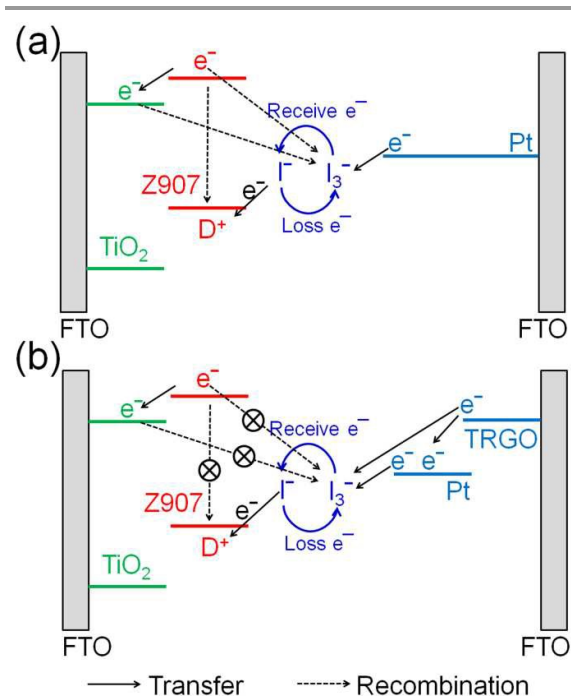 (a)
e⁻
e⁻
Receive e⁻
e⁻
Pt
I⁻
I₃⁻
Z907
e⁻
D⁺
Loss e⁻
TiO₂
FTO
FTO
(b)
e⁻
e⁻
e⁻
Receive e⁻
TRGO
e⁻ e⁻
I⁻
I₃⁻
Pt
Z907
e⁻
D⁺
Loss e⁻
TiO₂
FTO
FTO
Transfer
Recombination